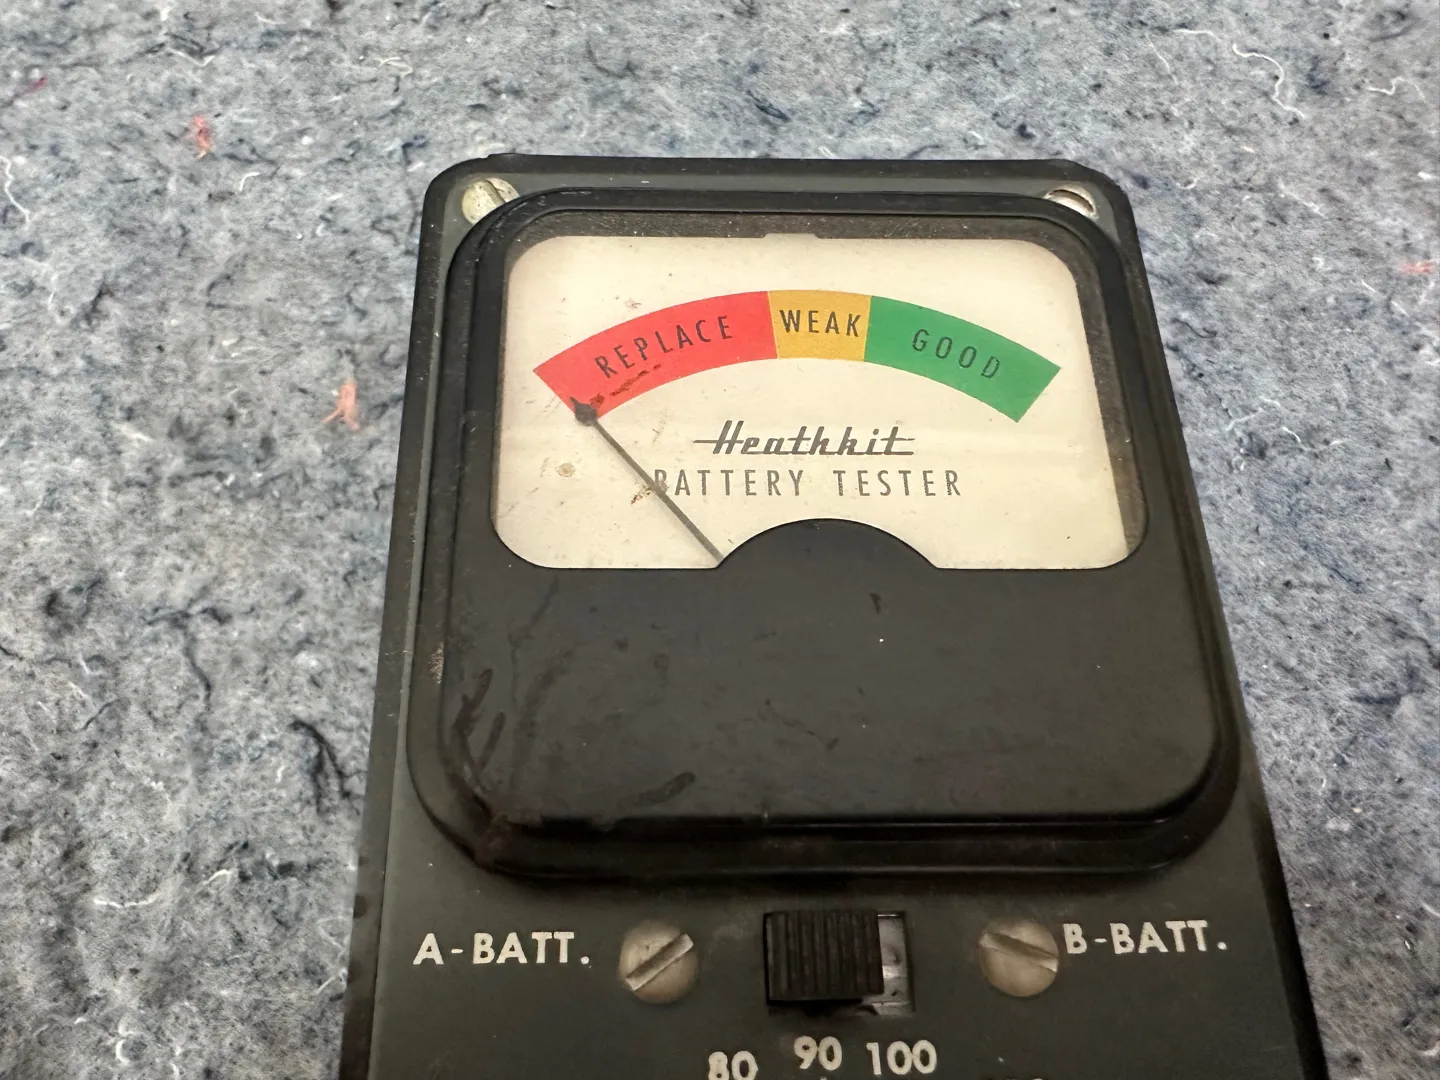 REPLACE WEAK GOOD
Heathkit
BATTERY TESTER
A-BATT. B-BATT.
80 90 100